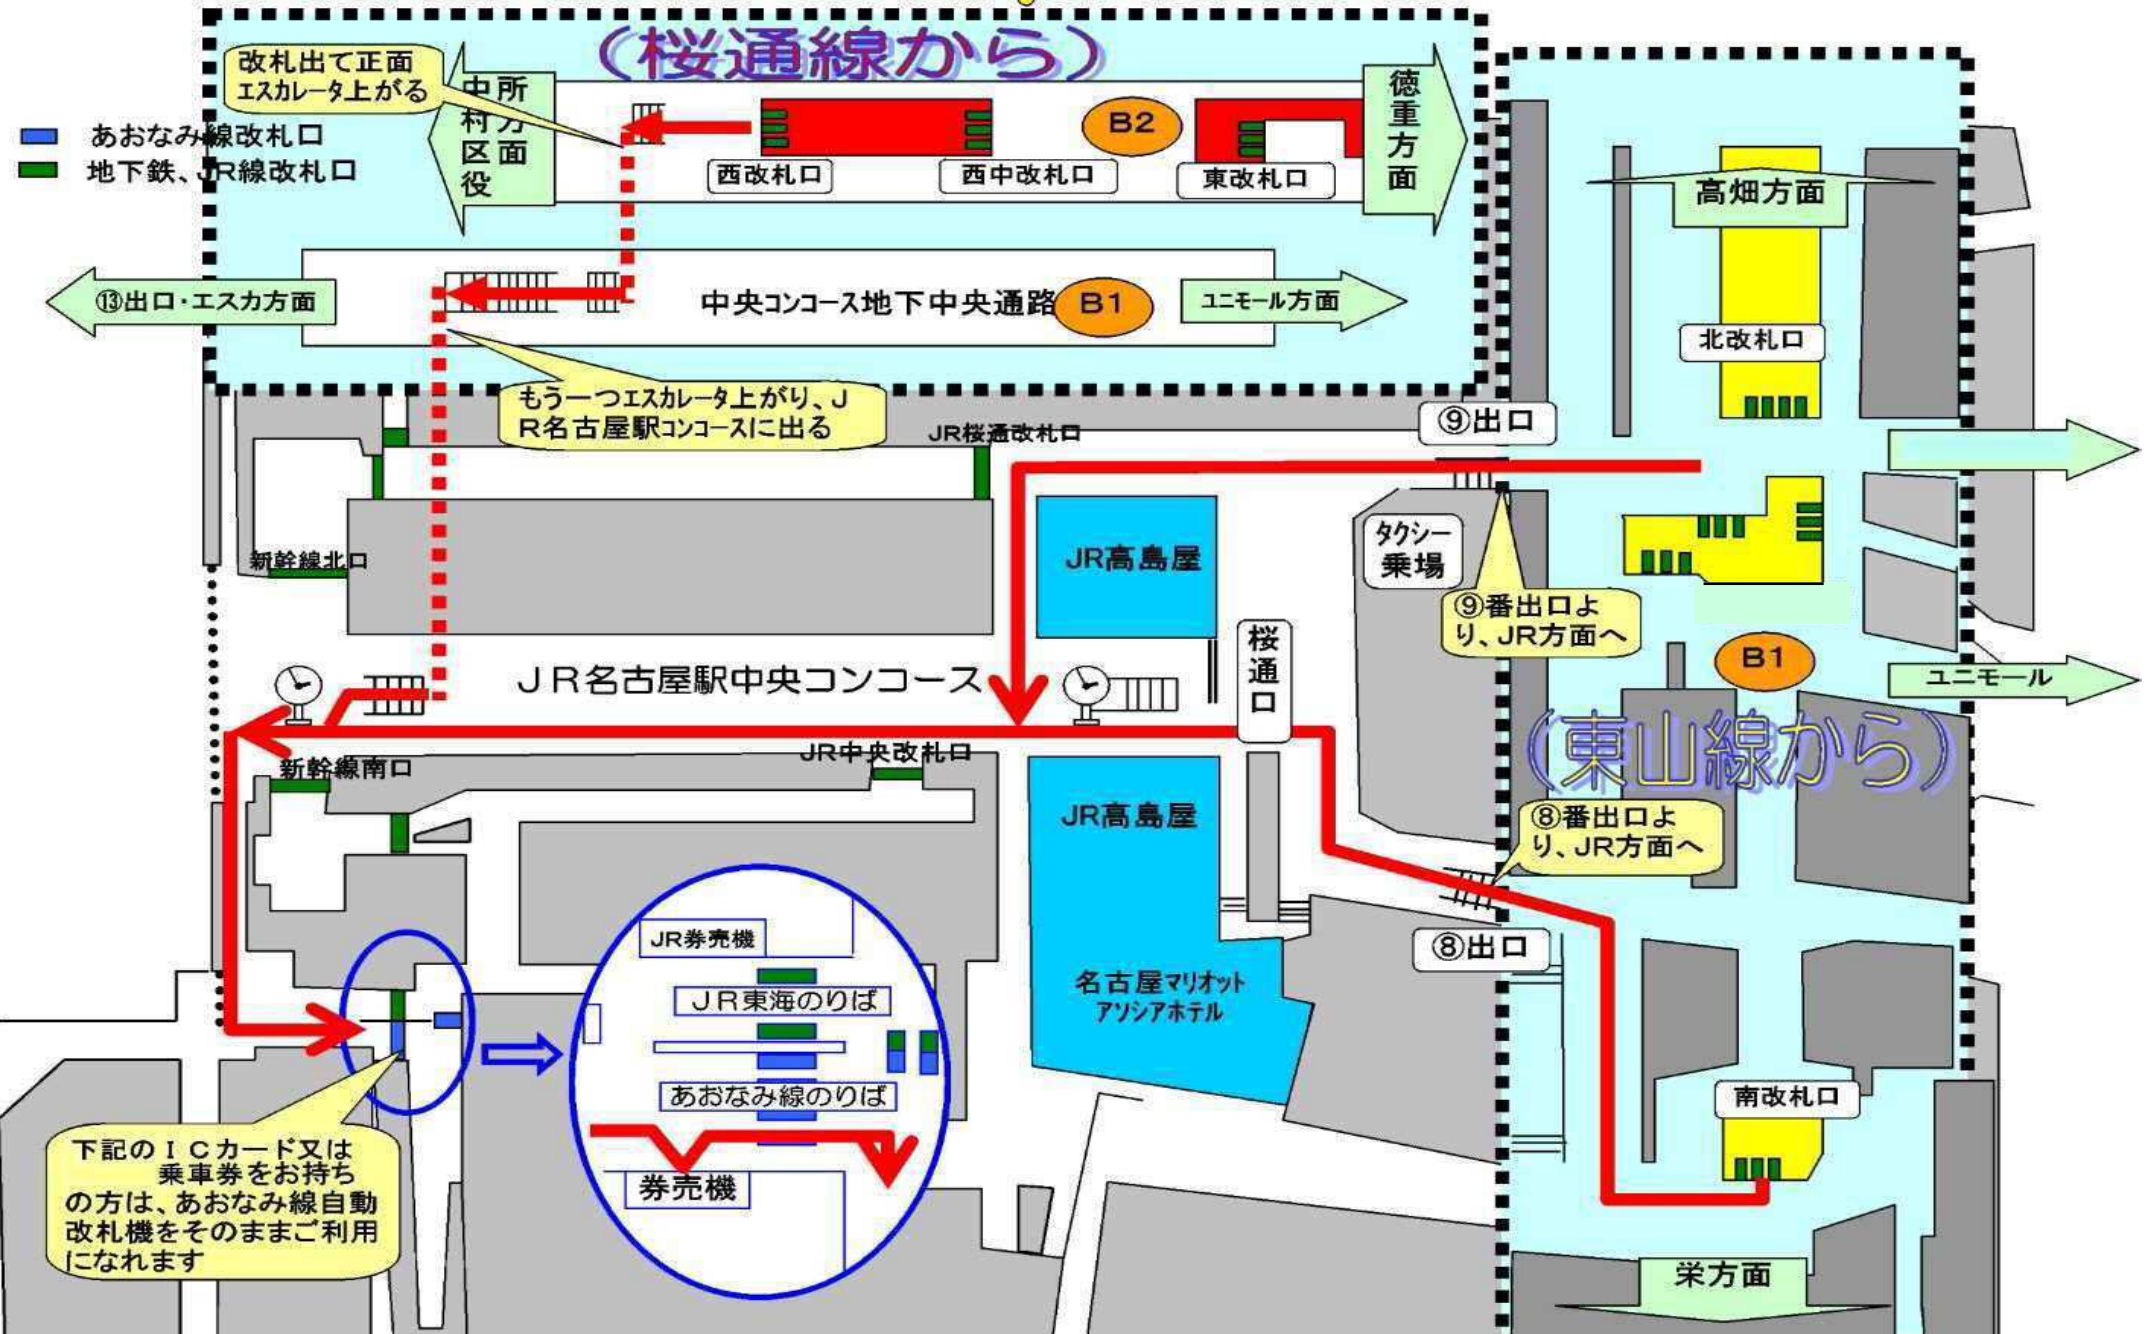 (桜通線から)
改札出て正面
エスカレータ上がる
中村区役
所方面
徳重方面
B2
西改札口
西中改札口
東改札口
あおなみ線改札口
地下鉄、JR線改札口
高畑方面
⑬出口・エスカ方面
中央コンコース地下中央通路
B1
ユニモール方面
北改札口
もう一つエスカレータ上がり、J
R名古屋駅コンコースに出る
JR桜通改札口
⑨出口
新幹線北口
JR高島屋
タクシー
乗場
⑨番出口よ
り、JR方面へ
桜通口
B1
ユニモール
JR名古屋駅中央コンコース
(東山線から)
新幹線南口
JR中央改札口
JR高島屋
⑧番出口よ
り、JR方面へ
⑧出口
名古屋マリオット
アソシアホテル
JR券売機
JR東海のりば
あおなみ線のりば
券売機
南改札口
下記のICカード又は
乗車券をお持ち
の方は、あおなみ線自動
改札機をそのままご利用
になれます
栄方面